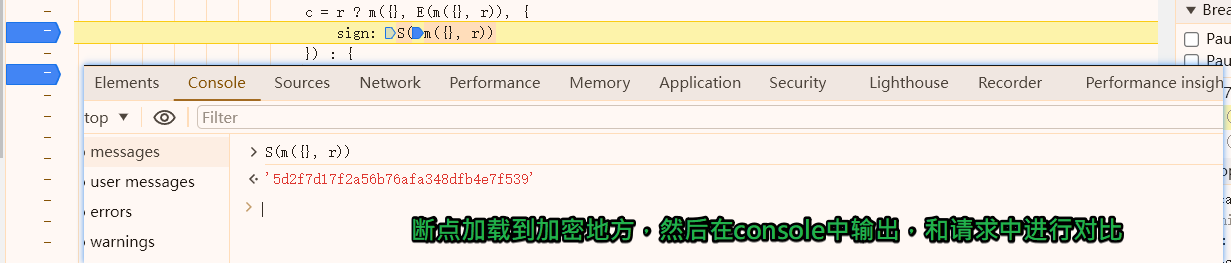 c = r ? m({}, E(m({}, r)), {
Brea
sign: S(m({}, r))
Pau
}) : {
Pau
Elements Console Sources Network Performance Memory Application Security Lighthouse Recorder Performance insigh
top Filter
messages
S(m({}, r))
user messages
'5d2f7d17f2a56b76afa348dfb4e7f539'
errors
warnings
断点加载到加密地方，然后在console中输出，和请求中进行对比